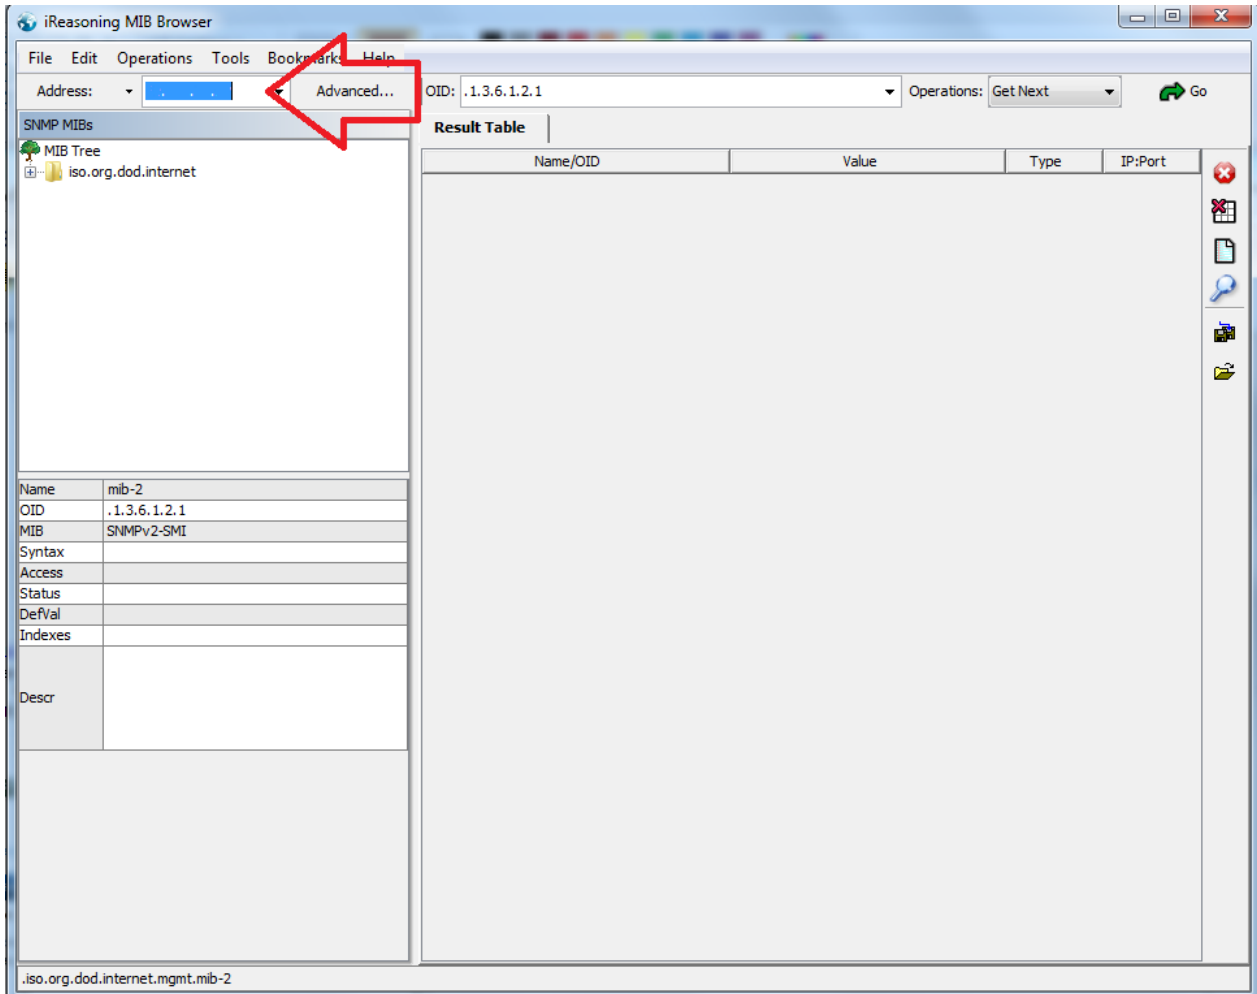 iReasoning MIB Browser
File Edit Operations Tools Bookmarks Help
Address: . . . Advanced... OID: .1.3.6.1.2.1 Operations: Get Next Go
SNMP MIBs
Result Table
MIB Tree
iso.org.dod.internet
Name/OID Value Type IP:Port
Name mib-2
OID .1.3.6.1.2.1
MIB SNMPv2-SMI
Syntax
Access
Status
DefVal
Indexes
Descr
.iso.org.dod.internet.mgmt.mib-2